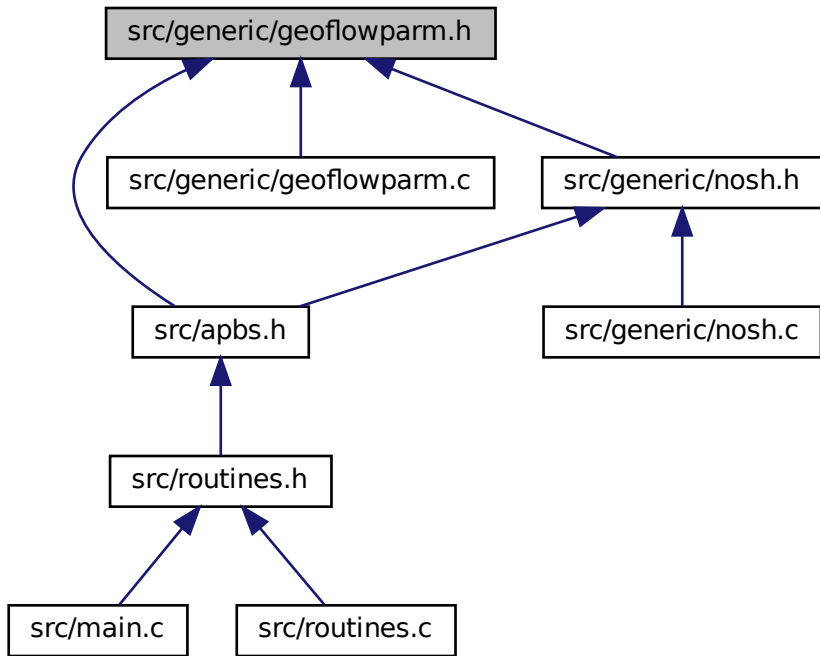 src/generic/geoflowparm.h
src/generic/geoflowparm.c
src/generic/nosh.h
src/apbs.h
src/generic/nosh.c
src/routines.h
src/main.c
src/routines.c